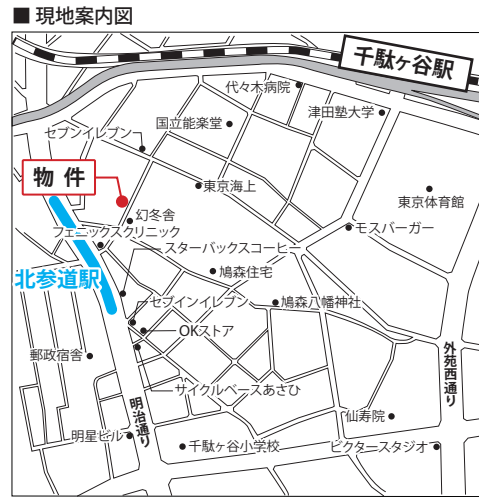 ■ 現地案内図
千駄ヶ谷駅
代々木病院
津田塾大学
国立能楽堂
セブンイレブン
物件
東京海上
東京体育館
幻冬舎
モスバーガー
フェニックスクリニック
スターバックスコーヒー
北参道駅
鳩森住宅
セブインイレブン
鳩森八幡神社
OKストア
郵政宿舎
外苑西通り
サイクルベースあさひ
明治通り
仙寿院
明星ビル
千駄ヶ谷小学校
ビクタースタジオ